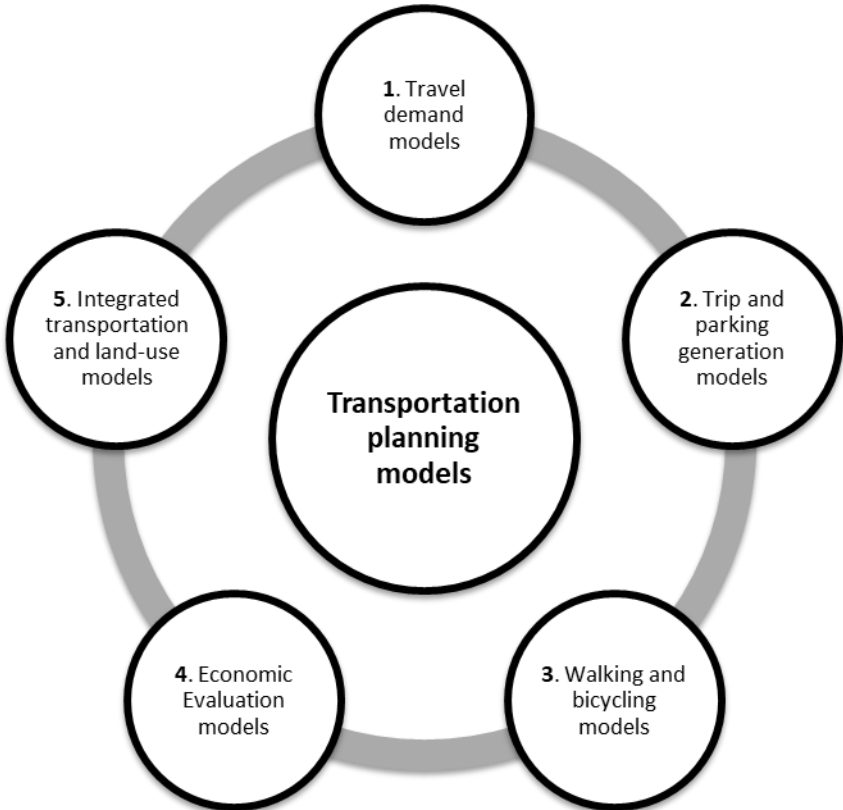 1. Travel
demand
models
2. Trip and
parking
generation
models
3. Walking and
bicycling
models
4. Economic
Evaluation
models
5. Integrated
transportation
and land-use
models
Transportation
planning
models